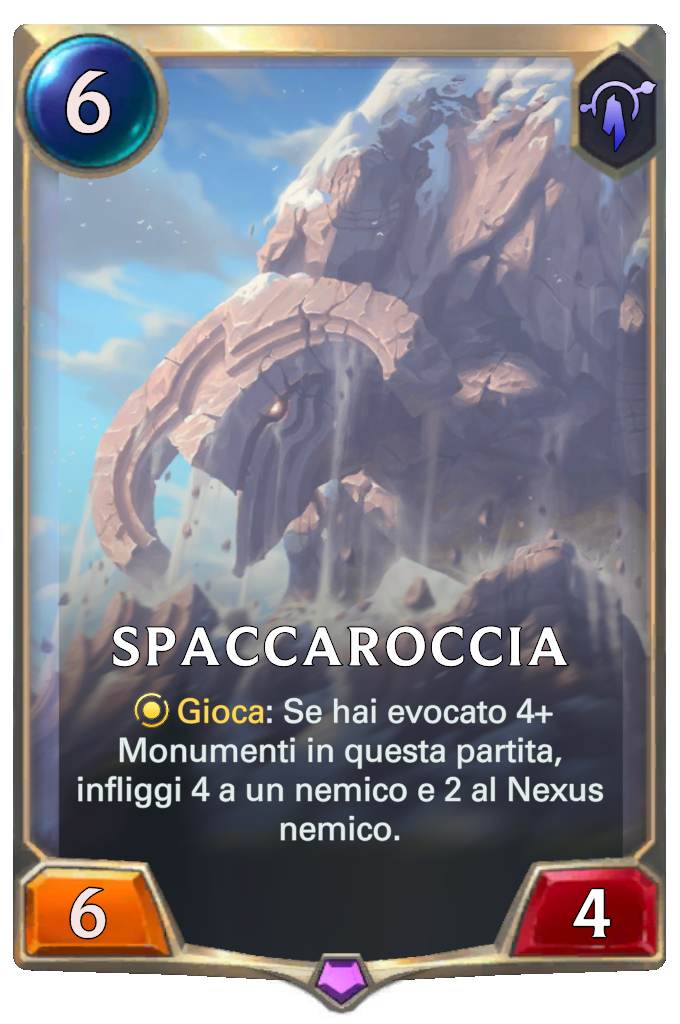 6
SPACCAROCCIA
Gioca: Se hai evocato 4+
Monumenti in questa partita,
infliggi 4 a un nemico e 2 al Nexus
nemico.
6
4